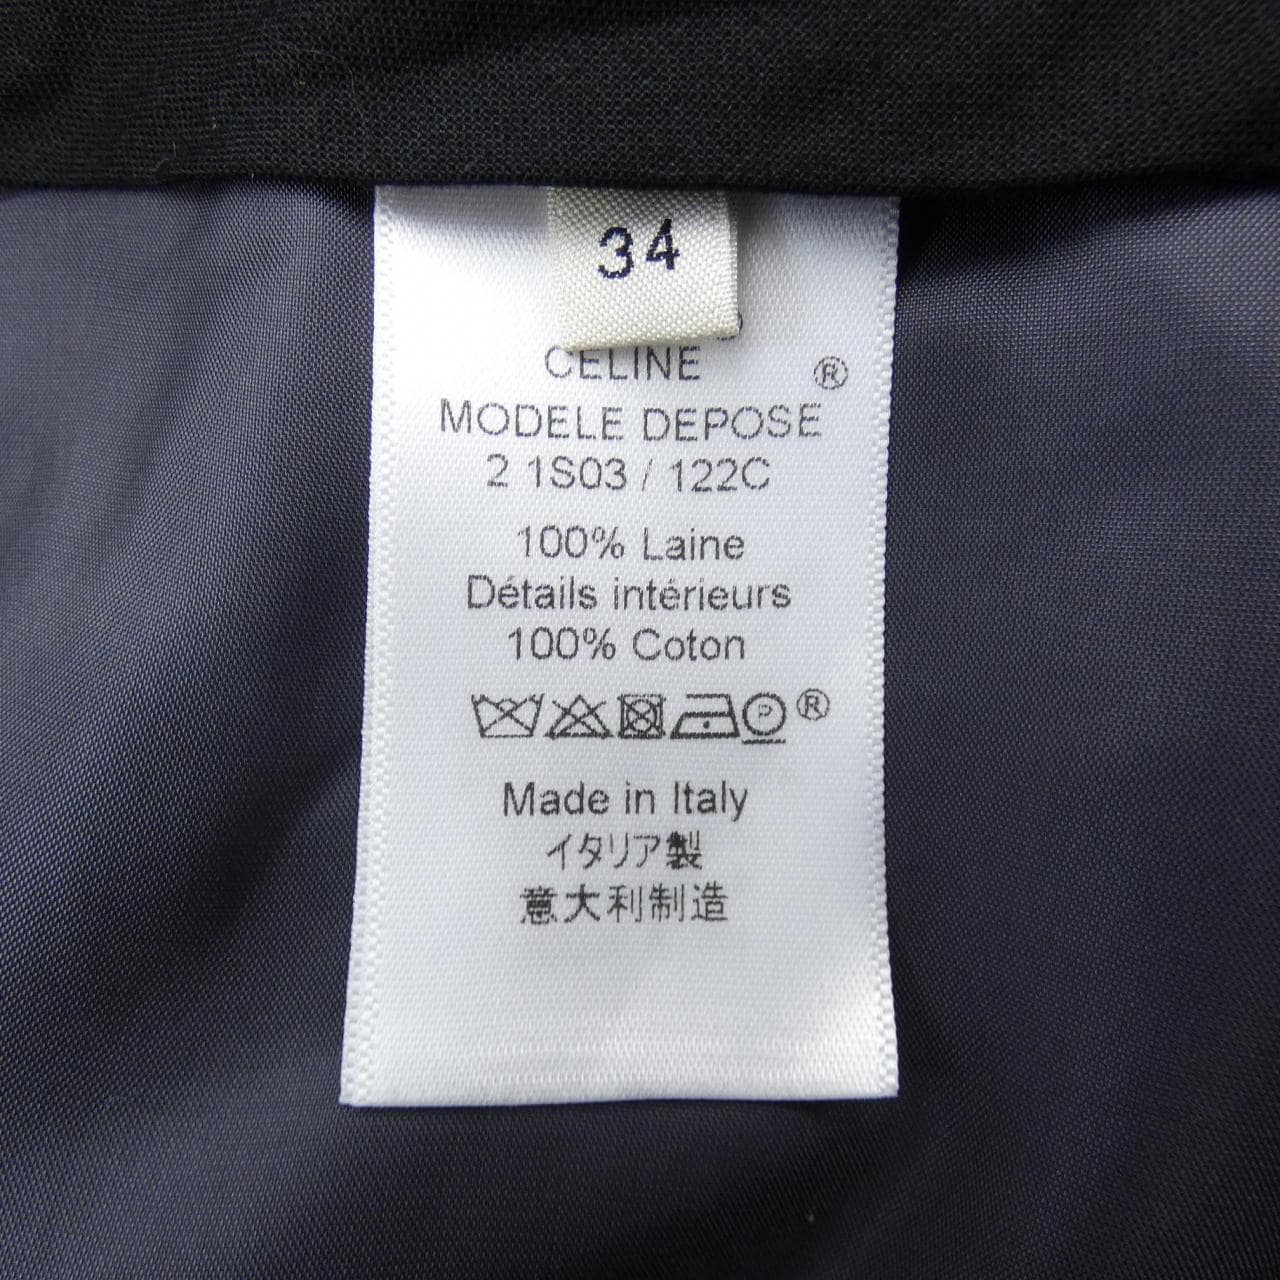 34
CELINE ®
MODELE DEPOSE
2 1S03 / 122C
100% Laine
Détails intérieurs
100% Coton
P ®
Made in Italy
イタリア製
意大利制造